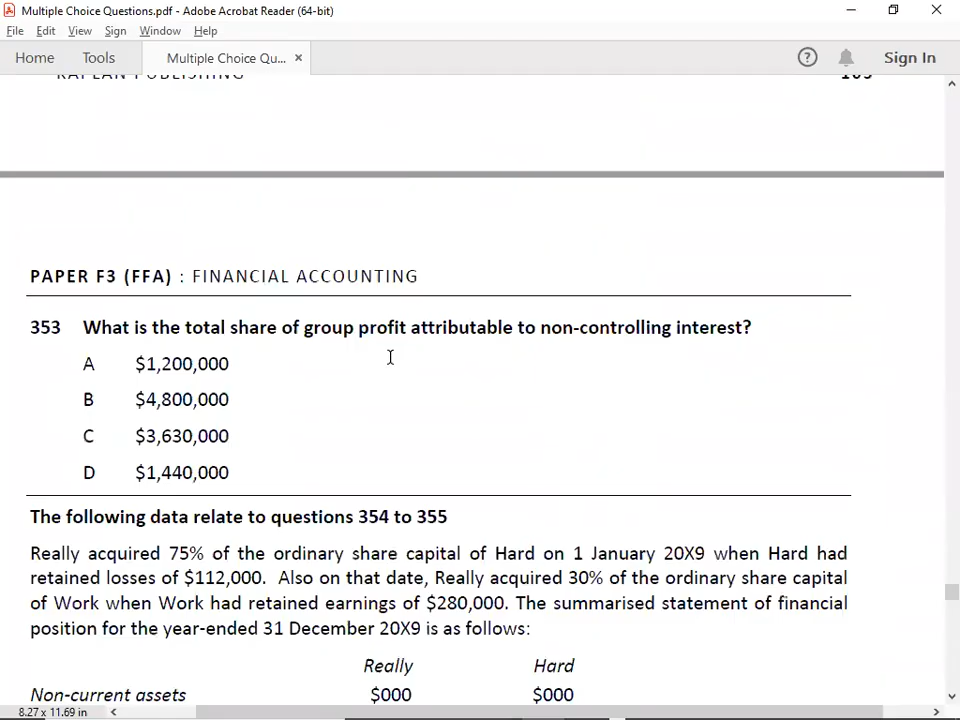 Multiple Choice Questions.pdf - Adobe Acrobat Reader (64-bit)
File Edit View Sign Window Help
Home Tools Multiple Choice Qu... × ? Sign In
KAPLAN PUBLISHING
PAPER F3 (FFA) : FINANCIAL ACCOUNTING
353 What is the total share of group profit attributable to non-controlling interest?
A $1,200,000
B $4,800,000
C $3,630,000
D $1,440,000
The following data relate to questions 354 to 355
Really acquired 75% of the ordinary share capital of Hard on 1 January 20X9 when Hard had
retained losses of $112,000. Also on that date, Really acquired 30% of the ordinary share capital
of Work when Work had retained earnings of $280,000. The summarised statement of financial
position for the year-ended 31 December 20X9 is as follows:
Really Hard
Non-current assets $000 $000
8.27 x 11.69 in